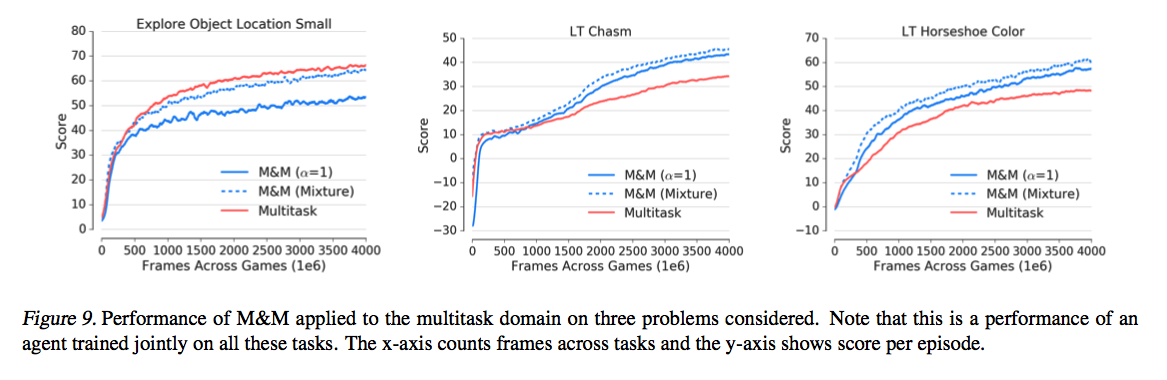 Explore Object Location Small
80
70
60
50
40
30
20
10
0
Score
M&M (α=1)
M&M (Mixture)
Multitask
0 500 1000 1500 2000 2500 3000 3500 4000
Frames Across Games (1e6)
LT Chasm
50
40
30
20
10
0
−10
−20
−30
Score
M&M (α=1)
M&M (Mixture)
Multitask
0 500 1000 1500 2000 2500 3000 3500 4000
Frames Across Games (1e6)
LT Horseshoe Color
70
60
50
40
30
20
10
0
−10
Score
M&M (α=1)
M&M (Mixture)
Multitask
0 500 1000 1500 2000 2500 3000 3500 4000
Frames Across Games (1e6)
Figure 9. Performance of M&M applied to the multitask domain on three problems considered. Note that this is a performance of an
agent trained jointly on all these tasks. The x-axis counts frames across tasks and the y-axis shows score per episode.